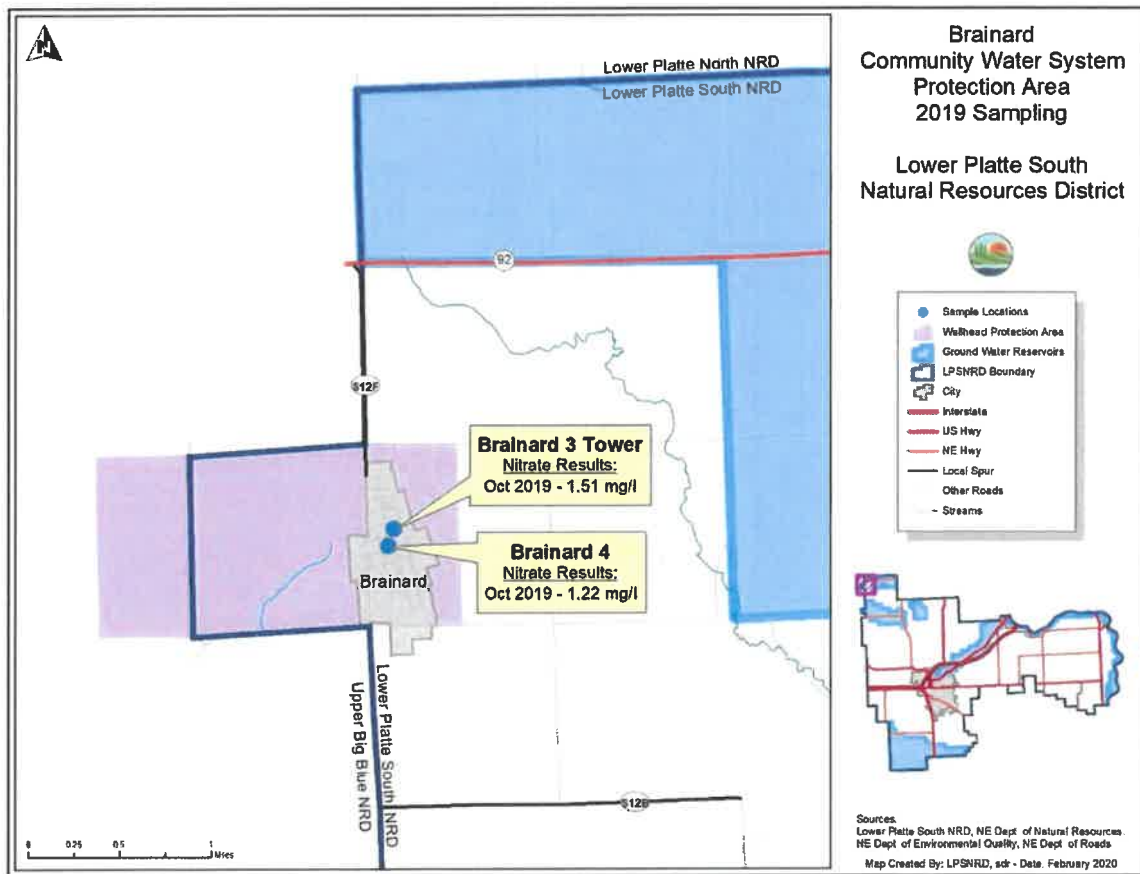 N
Lower Platte North NRD
Lower Platte South NRD
92
S12F
Brainard 3 Tower
Nitrate Results:
Oct 2019 - 1.51 mg/l
Brainard 4
Nitrate Results:
Oct 2019 - 1.22 mg/l
Brainard
Lower Platte South NRD
Upper Big Blue NRD
S12B
0 0.25 0.5 1
Miles
Brainard
Community Water System
Protection Area
2019 Sampling
Lower Platte South
Natural Resources District
Sample Locations
Wellhead Protection Area
Ground Water Reservoirs
LPSNRD Boundary
City
Interstate
US Hwy
NE Hwy
Local Spur
Other Roads
Streams
Sources.
Lower Platte South NRD, NE Dept of Natural Resources
NE Dept of Environmental Quality, NE Dept of Roads
Map Created By: LPSNRD, sdr - Date. February 2020